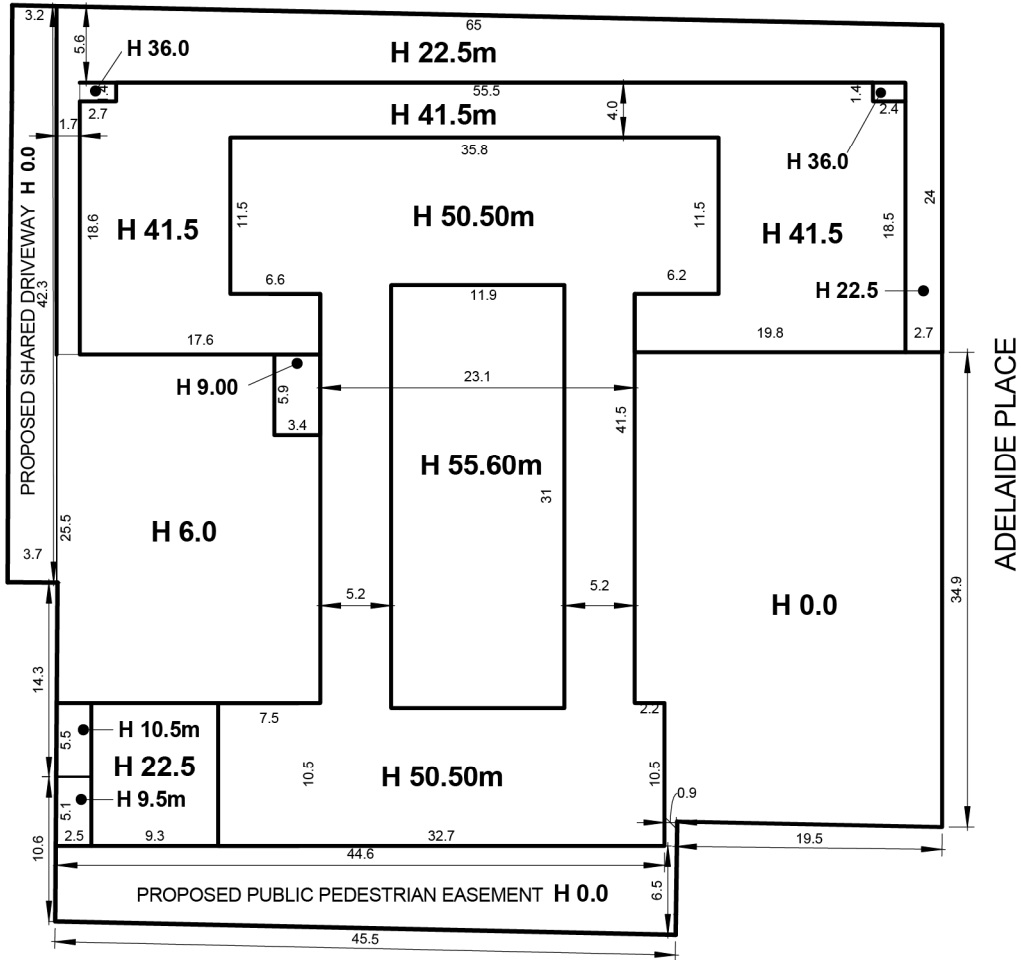 3.2
65
5.6
H 36.0
H 22.5m
1.4
55.5
1.4
2.7
H 41.5m
4.0
2.4
1.7
35.8
H 36.0
PROPOSED SHARED DRIVEWAY H 0.0
42.3
18.6
H 41.5
11.5
H 50.50m
11.5
H 41.5
18.5
24
6.6
11.9
6.2
H 22.5
17.6
19.8
2.7
ADELAIDE PLACE
H 9.00
5.9
3.4
23.1
41.5
H 55.60m
31
25.5
H 6.0
3.7
5.2
5.2
H 0.0
34.9
14.3
7.5
2.2
5.5
H 10.5m
H 22.5
10.5
H 50.50m
10.5
5.1
H 9.5m
0.9
10.6
2.5
9.3
32.7
19.5
44.6
PROPOSED PUBLIC PEDESTRIAN EASEMENT H 0.0
6.5
45.5